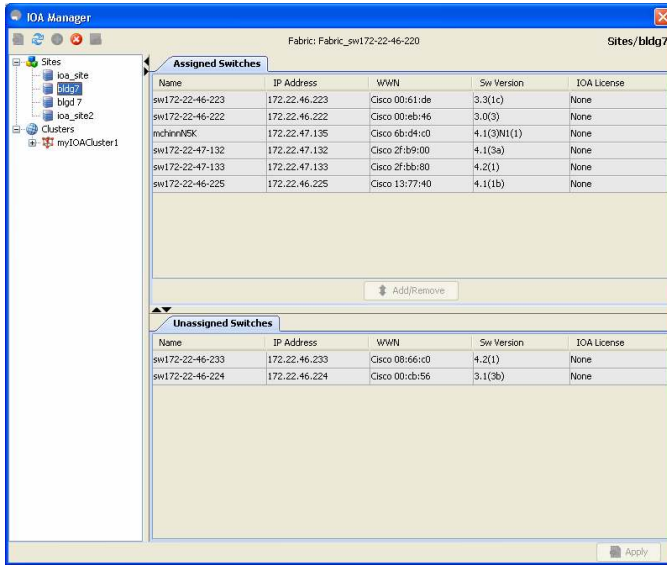 IOA Manager
Fabric: Fabric_sw172-22-46-220
Sites/bldg7
Sites
ioa_site
bldg7
blgd 7
ioa_site2
Clusters
myIOACluster1
Assigned Switches
Name IP Address WWN Sw Version IOA License
sw172-22-46-223 172.22.46.223 Cisco 00:61:de 3.3(1c) None
sw172-22-46-222 172.22.46.222 Cisco 00:eb:46 3.0(3) None
mchinnN5K 172.22.47.135 Cisco 6b:d4:c0 4.1(3)N1(1) None
sw172-22-47-132 172.22.47.132 Cisco 2f:b9:00 4.1(3a) None
sw172-22-47-133 172.22.47.133 Cisco 2f:bb:80 4.2(1) None
sw172-22-46-225 172.22.46.225 Cisco 13:77:40 4.1(1b) None
Add/Remove
Unassigned Switches
Name IP Address WWN Sw Version IOA License
sw172-22-46-233 172.22.46.233 Cisco 08:66:c0 4.2(1) None
sw172-22-46-224 172.22.46.224 Cisco 00:cb:56 3.1(3b) None
Apply